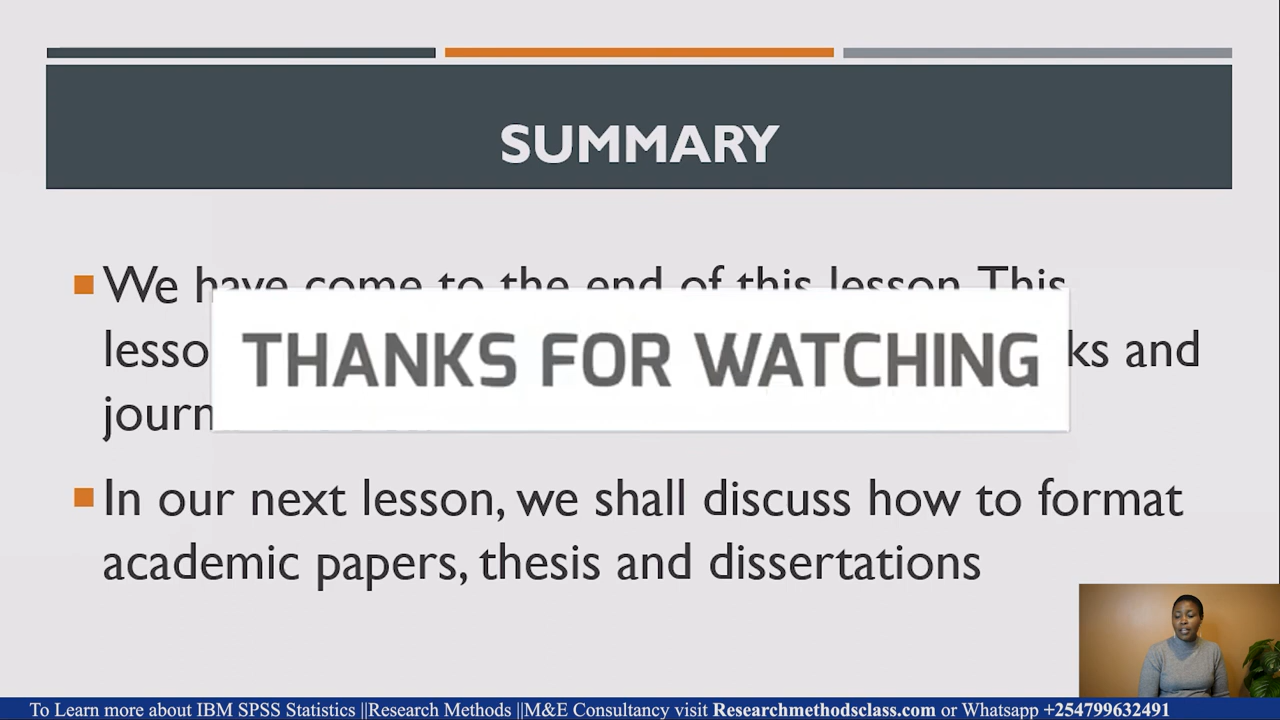 SUMMARY
We have come to the end of this lesson. This
lesso ks and
journ
THANKS FOR WATCHING
In our next lesson, we shall discuss how to format
academic papers, thesis and dissertations
To Learn more about IBM SPSS Statistics ||Research Methods ||M&E Consultancy visit Researchmethodsclass.com or Whatsapp +254799632491